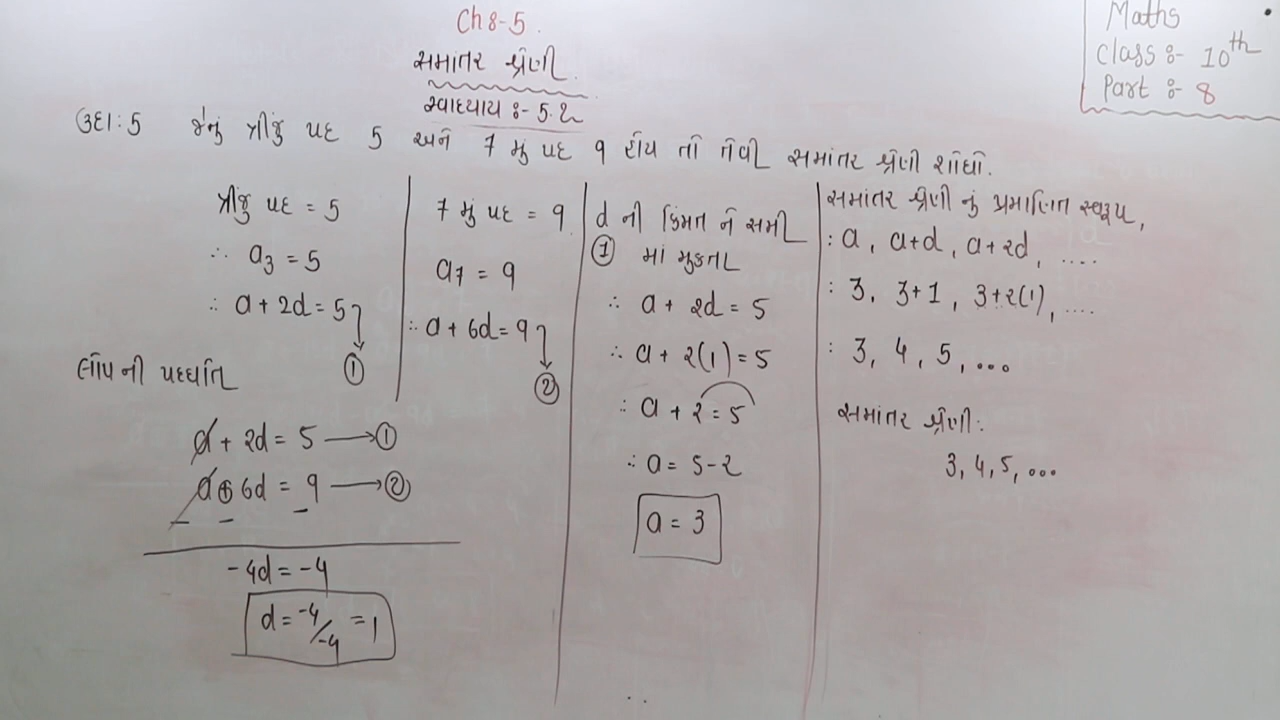 Ch 8-5.
સમાંતર શ્રેણી.
સ્વાધ્યાય :- 5.2
Maths
Class :- 10th
Part :- 8
ઉદા: 5 જેનું ત્રીજું પદ 5 અને 7 મું પદ 9 હોય તો તેવી સમાંતર શ્રેણી શોધો.
ત્રીજું પદ = 5
∴ a3 = 5
∴ a + 2d = 5 → ①
7 મું પદ = 9
a7 = 9
∴ a + 6d = 9 → ②
લોપની પદ્ધતિ
a + 2d = 5 → ①
a + 6d = 9 → ②
– – –
-4d = -4
d = -4/-4 = 1
d ની કિંમત ને સમી
① માં મુકતા
∴ a + 2d = 5
∴ a + 2(1) = 5
∴ a + 2 = 5
∴ a = 5 - 2
a = 3
સમાંતર શ્રેણી નું પ્રમાણિત સ્વરૂપ,
: a, a+d, a+2d, ....
: 3, 3+1, 3+2(1), ....
: 3, 4, 5, ...
સમાંતર શ્રેણી:
3, 4, 5, ...